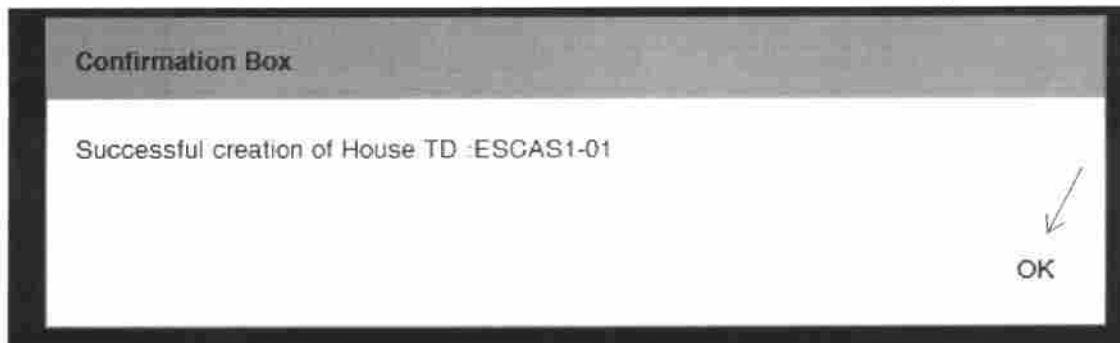 Confirmation Box
Successful creation of House TD :ESCAS1-01
OK